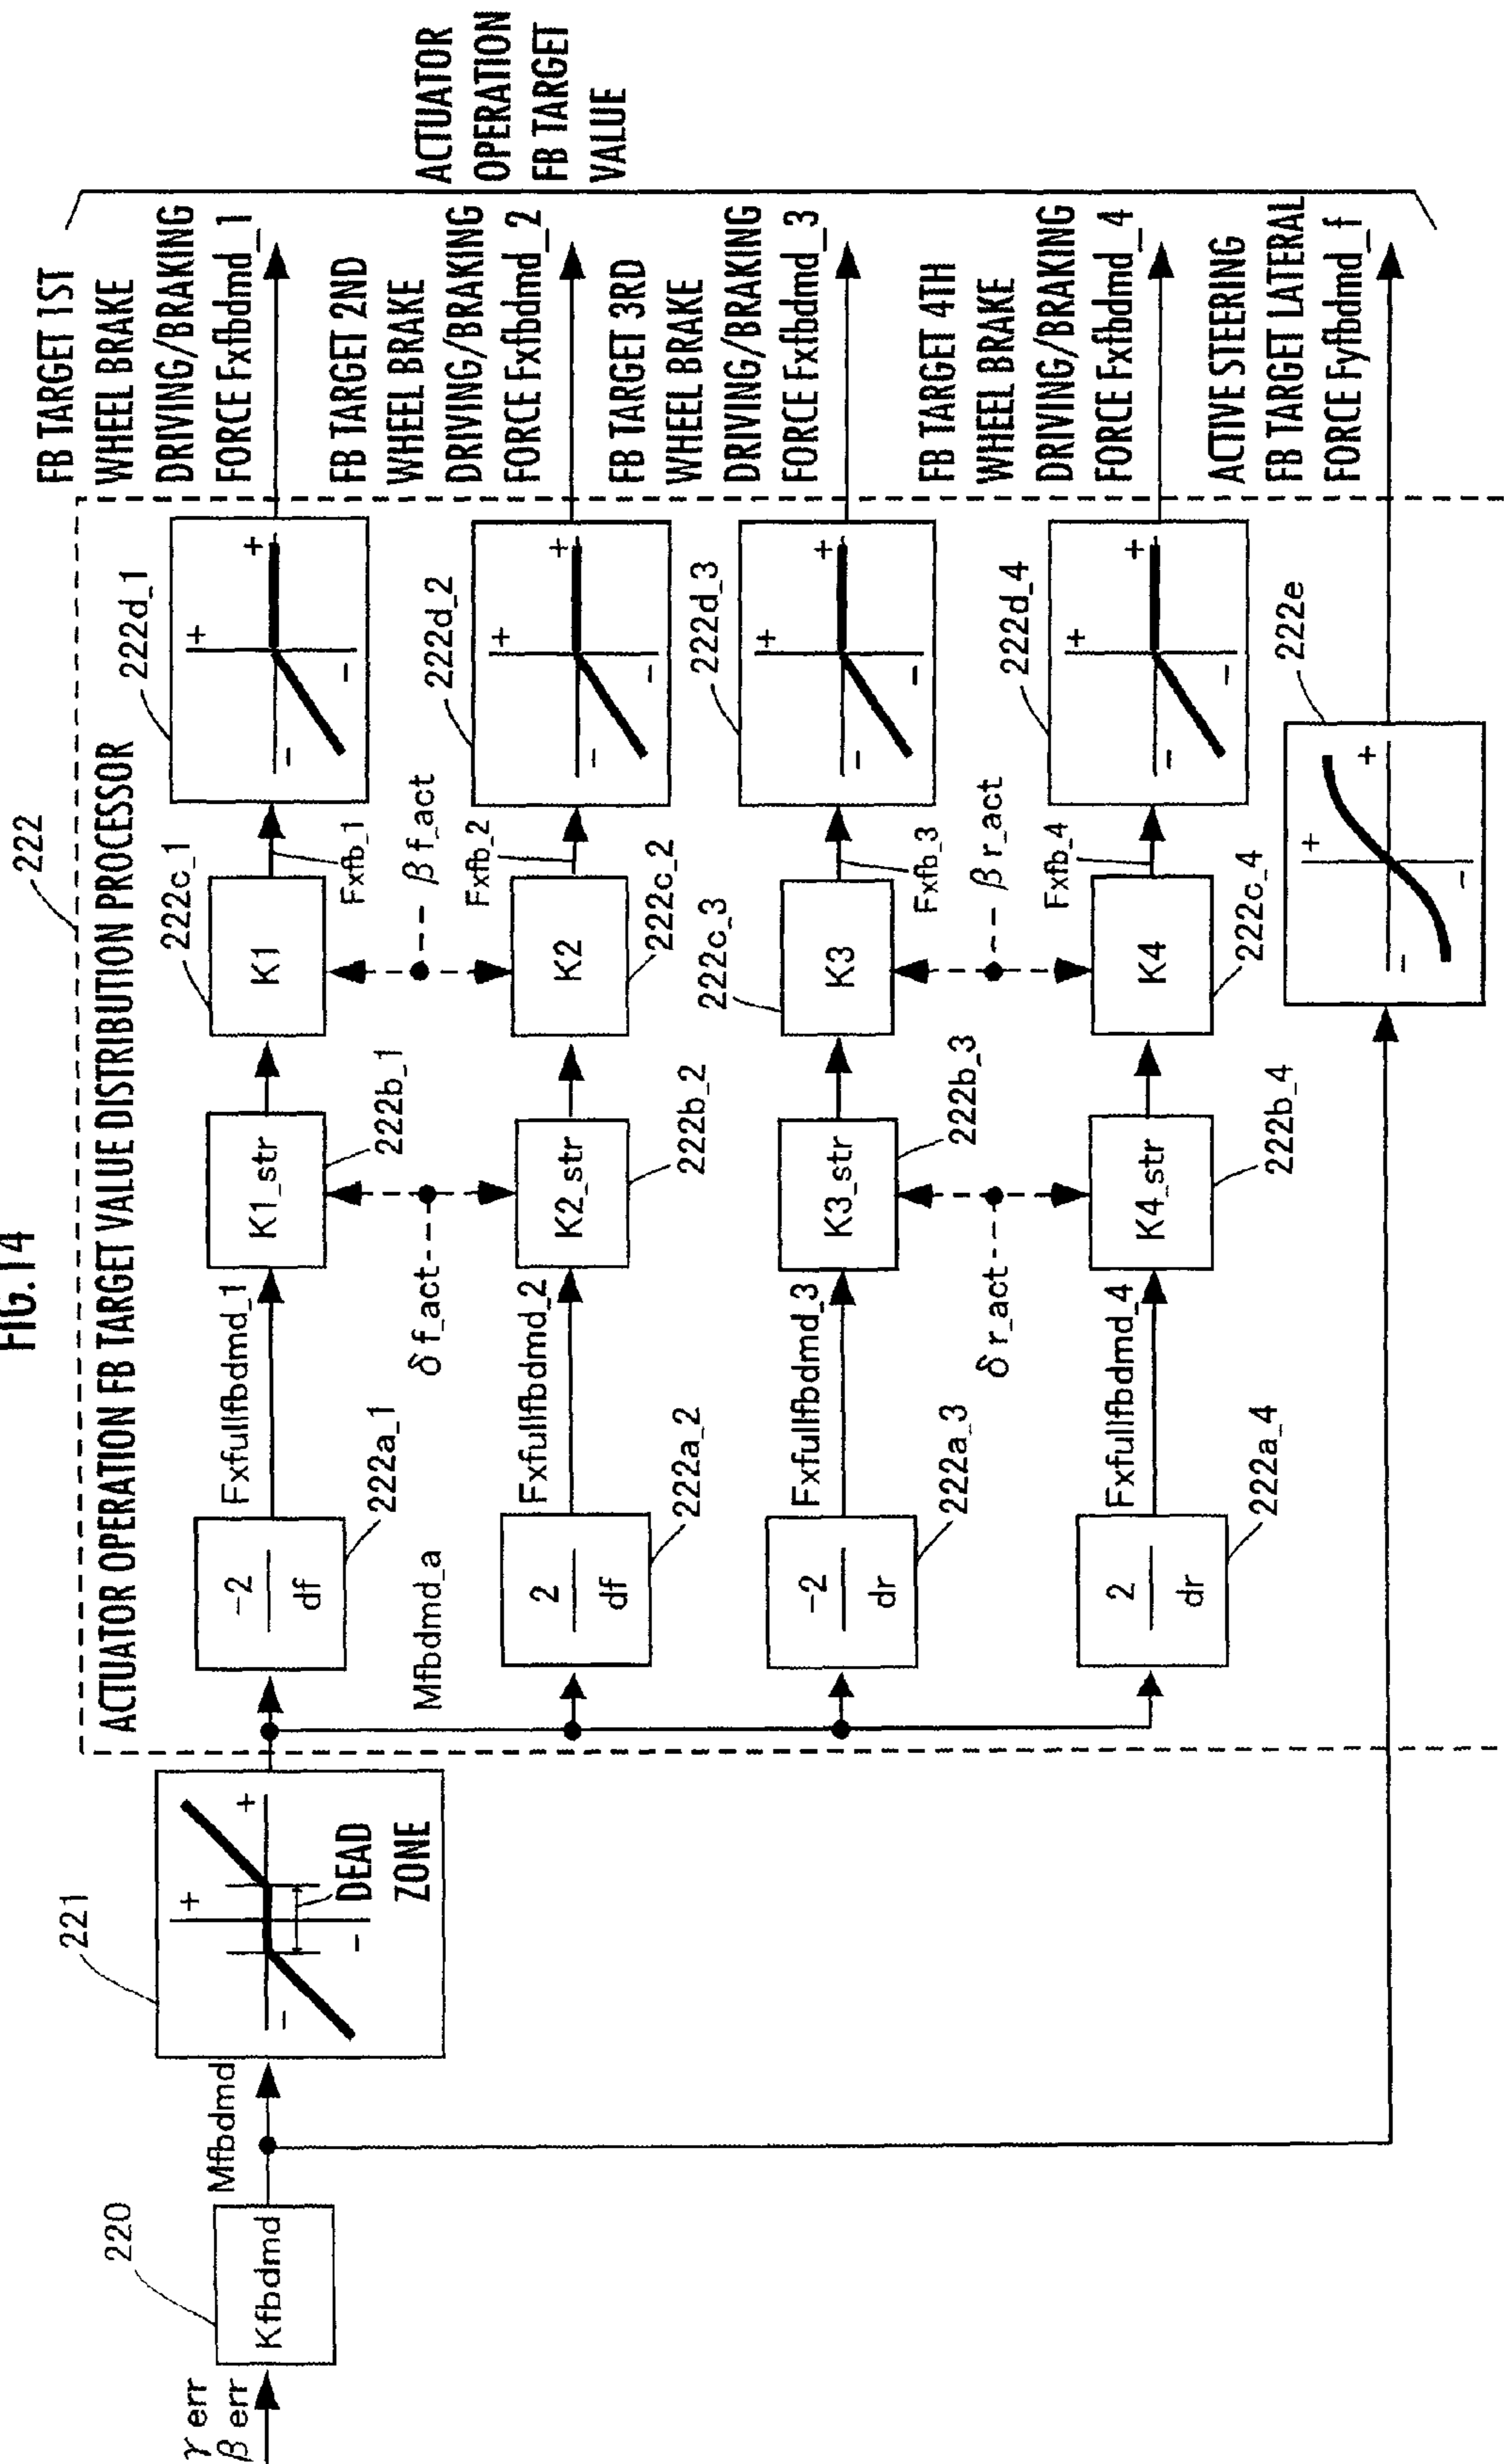 FIG.14
222
ACTUATOR OPERATION FB TARGET VALUE DISTRIBUTION PROCESSOR
γ err
β err
220
Kfbdmd
Mfbdmd
221
+
+
−
−
DEAD
ZONE
Mfbdmd_a
-2
df
222a_1
Fxfullfbdmd_1
K1_str
222b_1
K1
222c_1
Fxfb_1
222d_1
+
+
−
−
FB TARGET 1ST
WHEEL BRAKE
DRIVING/BRAKING
FORCE Fxfbdmd_1
δ f_act
β f_act
2
df
222a_2
Fxfullfbdmd_2
K2_str
222b_2
K2
222c_2
Fxfb_2
222d_2
+
+
−
−
FB TARGET 2ND
WHEEL BRAKE
DRIVING/BRAKING
FORCE Fxfbdmd_2
-2
dr
222a_3
Fxfullfbdmd_3
K3_str
222b_3
K3
222c_3
Fxfb_3
222d_3
+
+
−
−
FB TARGET 3RD
WHEEL BRAKE
DRIVING/BRAKING
FORCE Fxfbdmd_3
δ r_act
β r_act
2
dr
222a_4
Fxfullfbdmd_4
K4_str
222b_4
K4
222c_4
Fxfb_4
222d_4
+
+
−
−
FB TARGET 4TH
WHEEL BRAKE
DRIVING/BRAKING
FORCE Fxfbdmd_4
222e
+
+
−
−
ACTIVE STEERING
FB TARGET LATERAL
FORCE Fyfbdmd_f
ACTUATOR
OPERATION
FB TARGET
VALUE